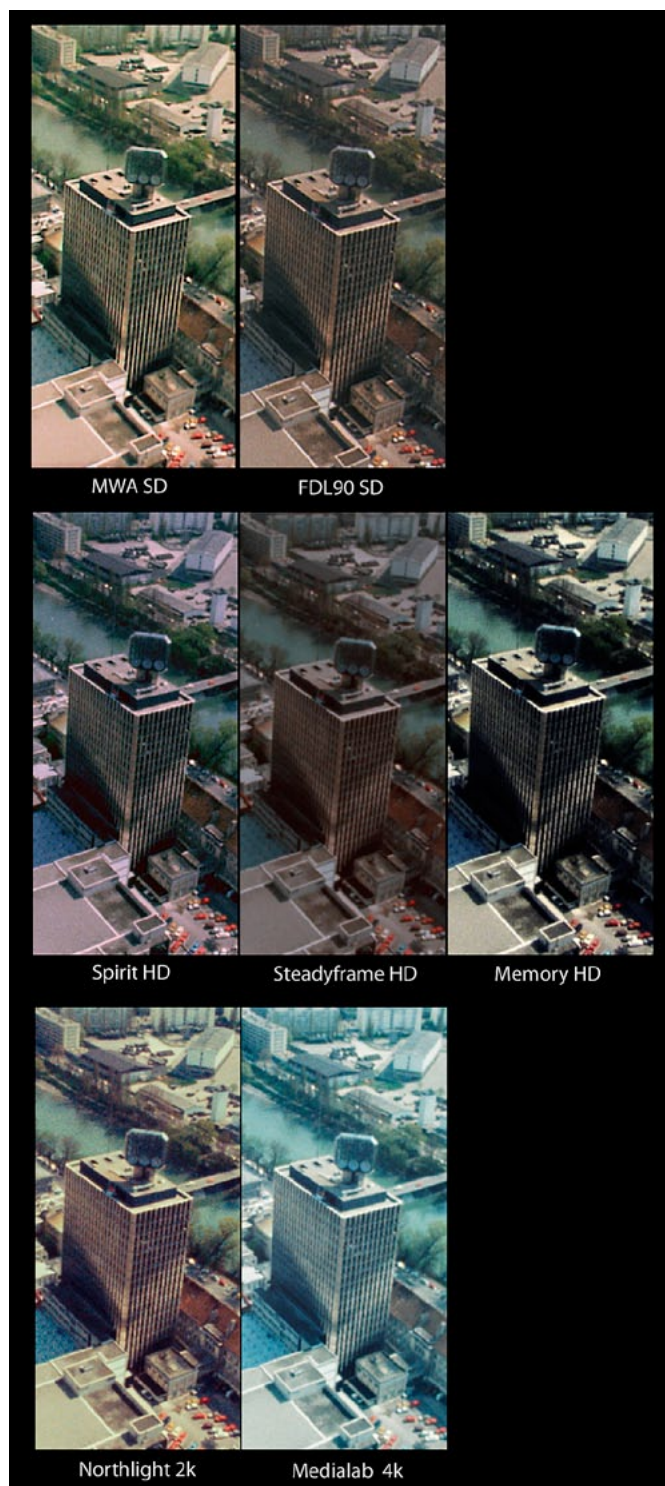 MWA SD
FDL90 SD
Spirit HD
Steadyframe HD
Memory HD
Northlight 2k
Medialab 4k